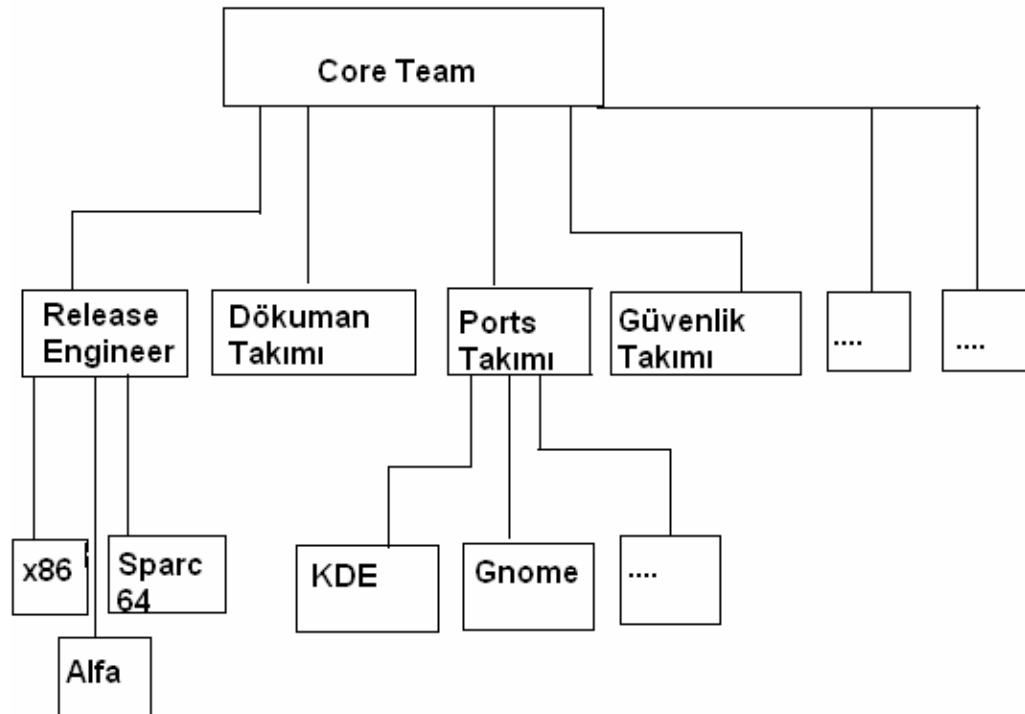 Core Team
Release
Engineer
Dökuman
Takımı
Ports
Takımı
Güvenlik
Takımı
....
....
x86
Sparc
64
Alfa
KDE
Gnome
....